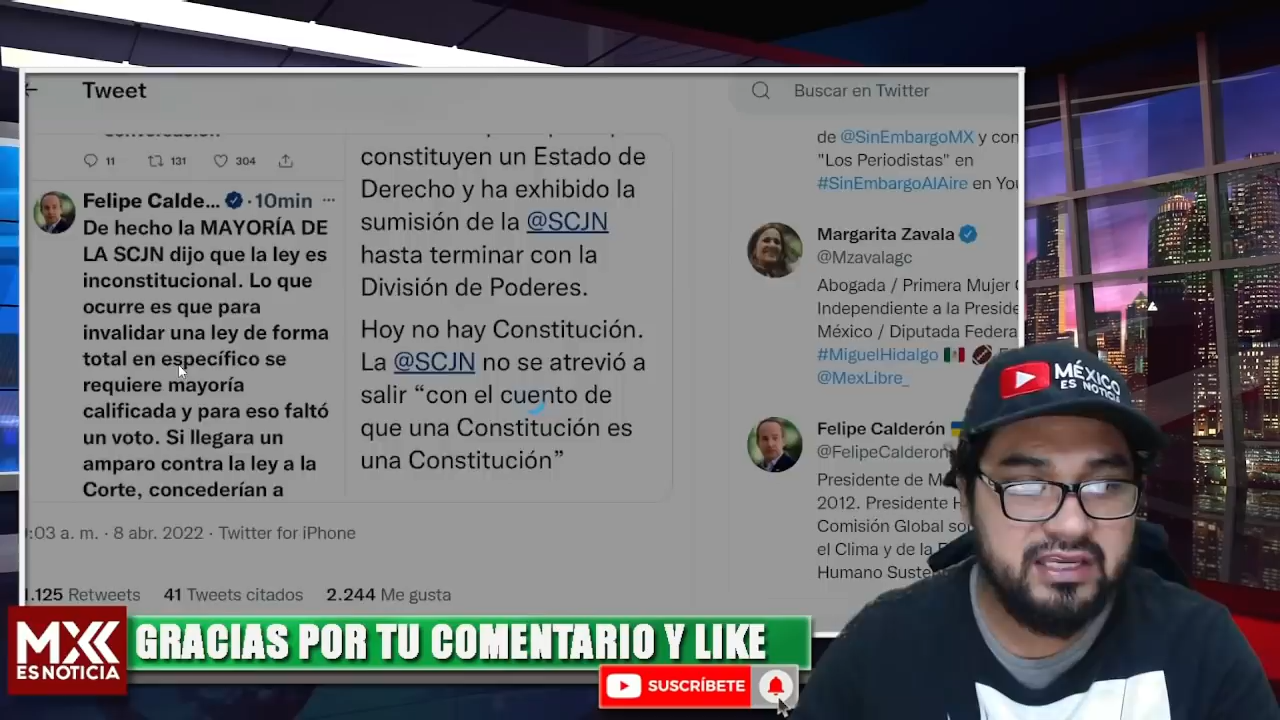 Tweet
Buscar en Twitter
11 131 304
Felipe Calde... · 10min ...
De hecho la MAYORÍA DE
LA SCJN dijo que la ley es
inconstitucional. Lo que
ocurre es que para
invalidar una ley de forma
total en específico se
requiere mayoría
calificada y para eso faltó
un voto. Si llegara un
amparo contra la ley a la
Corte, concederían a
constituyen un Estado de
Derecho y ha exhibido la
sumisión de la @SCJN
hasta terminar con la
División de Poderes.
Hoy no hay Constitución.
La @SCJN no se atrevió a
salir “con el cuento de
que una Constitución es
una Constitución”
:03 a. m. · 8 abr. 2022 · Twitter for iPhone
1.125 Retweets 41 Tweets citados 2.244 Me gusta
de @SinEmbargoMX y con
"Los Periodistas" en
#SinEmbargoAlAire en You
Margarita Zavala
@Mzavalagc
Abogada / Primera Mujer
Independiente a la Preside
México / Diputada Federa
#MiguelHidalgo
@MexLibre_
Felipe Calderón
@FelipeCalderon
Presidente de M
2012. Presidente H
Comisión Global so
el Clima y de la E
Humano Suste
MÉXICO
ES NOTICIA
MX
ES NOTICIA
GRACIAS POR TU COMENTARIO Y LIKE
SUSCRÍBETE